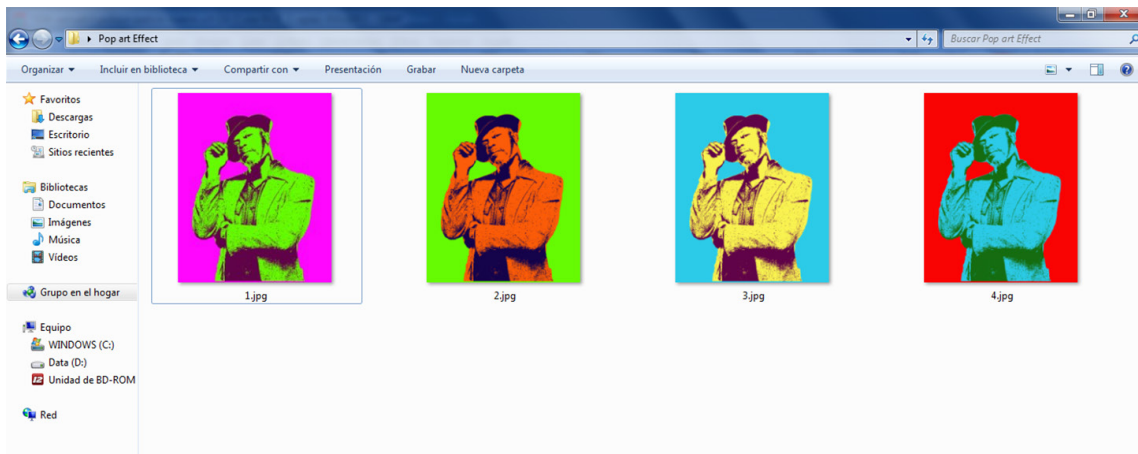 Pop art Effect
Buscar Pop art Effect
Organizar Incluir en biblioteca Compartir con Presentación Grabar Nueva carpeta
Favoritos
Descargas
Escritorio
Sitios recientes
Bibliotecas
Documentos
Imágenes
Música
Vídeos
Grupo en el hogar
Equipo
WINDOWS (C:)
Data (D:)
Unidad de BD-ROM
Red
1.jpg
2.jpg
3.jpg
4.jpg